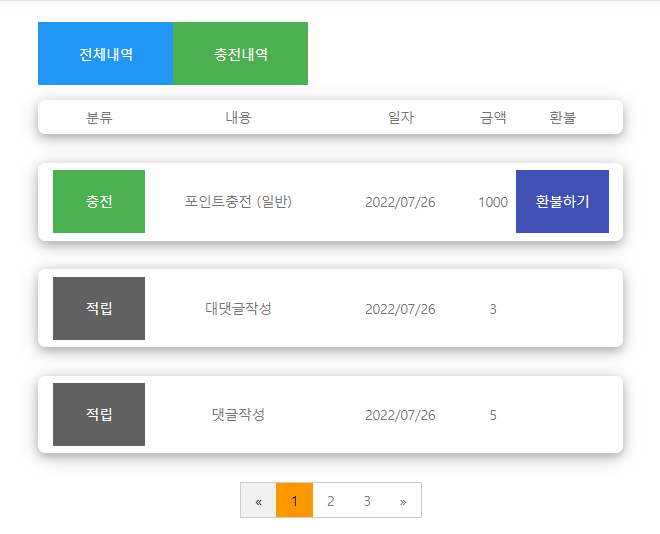 전체내역 충전내역
분류 내용 일자 금액 환불
충전 포인트충전 (일반) 2022/07/26 1000 환불하기
적립 대댓글작성 2022/07/26 3
적립 댓글작성 2022/07/26 5
« 1 2 3 »